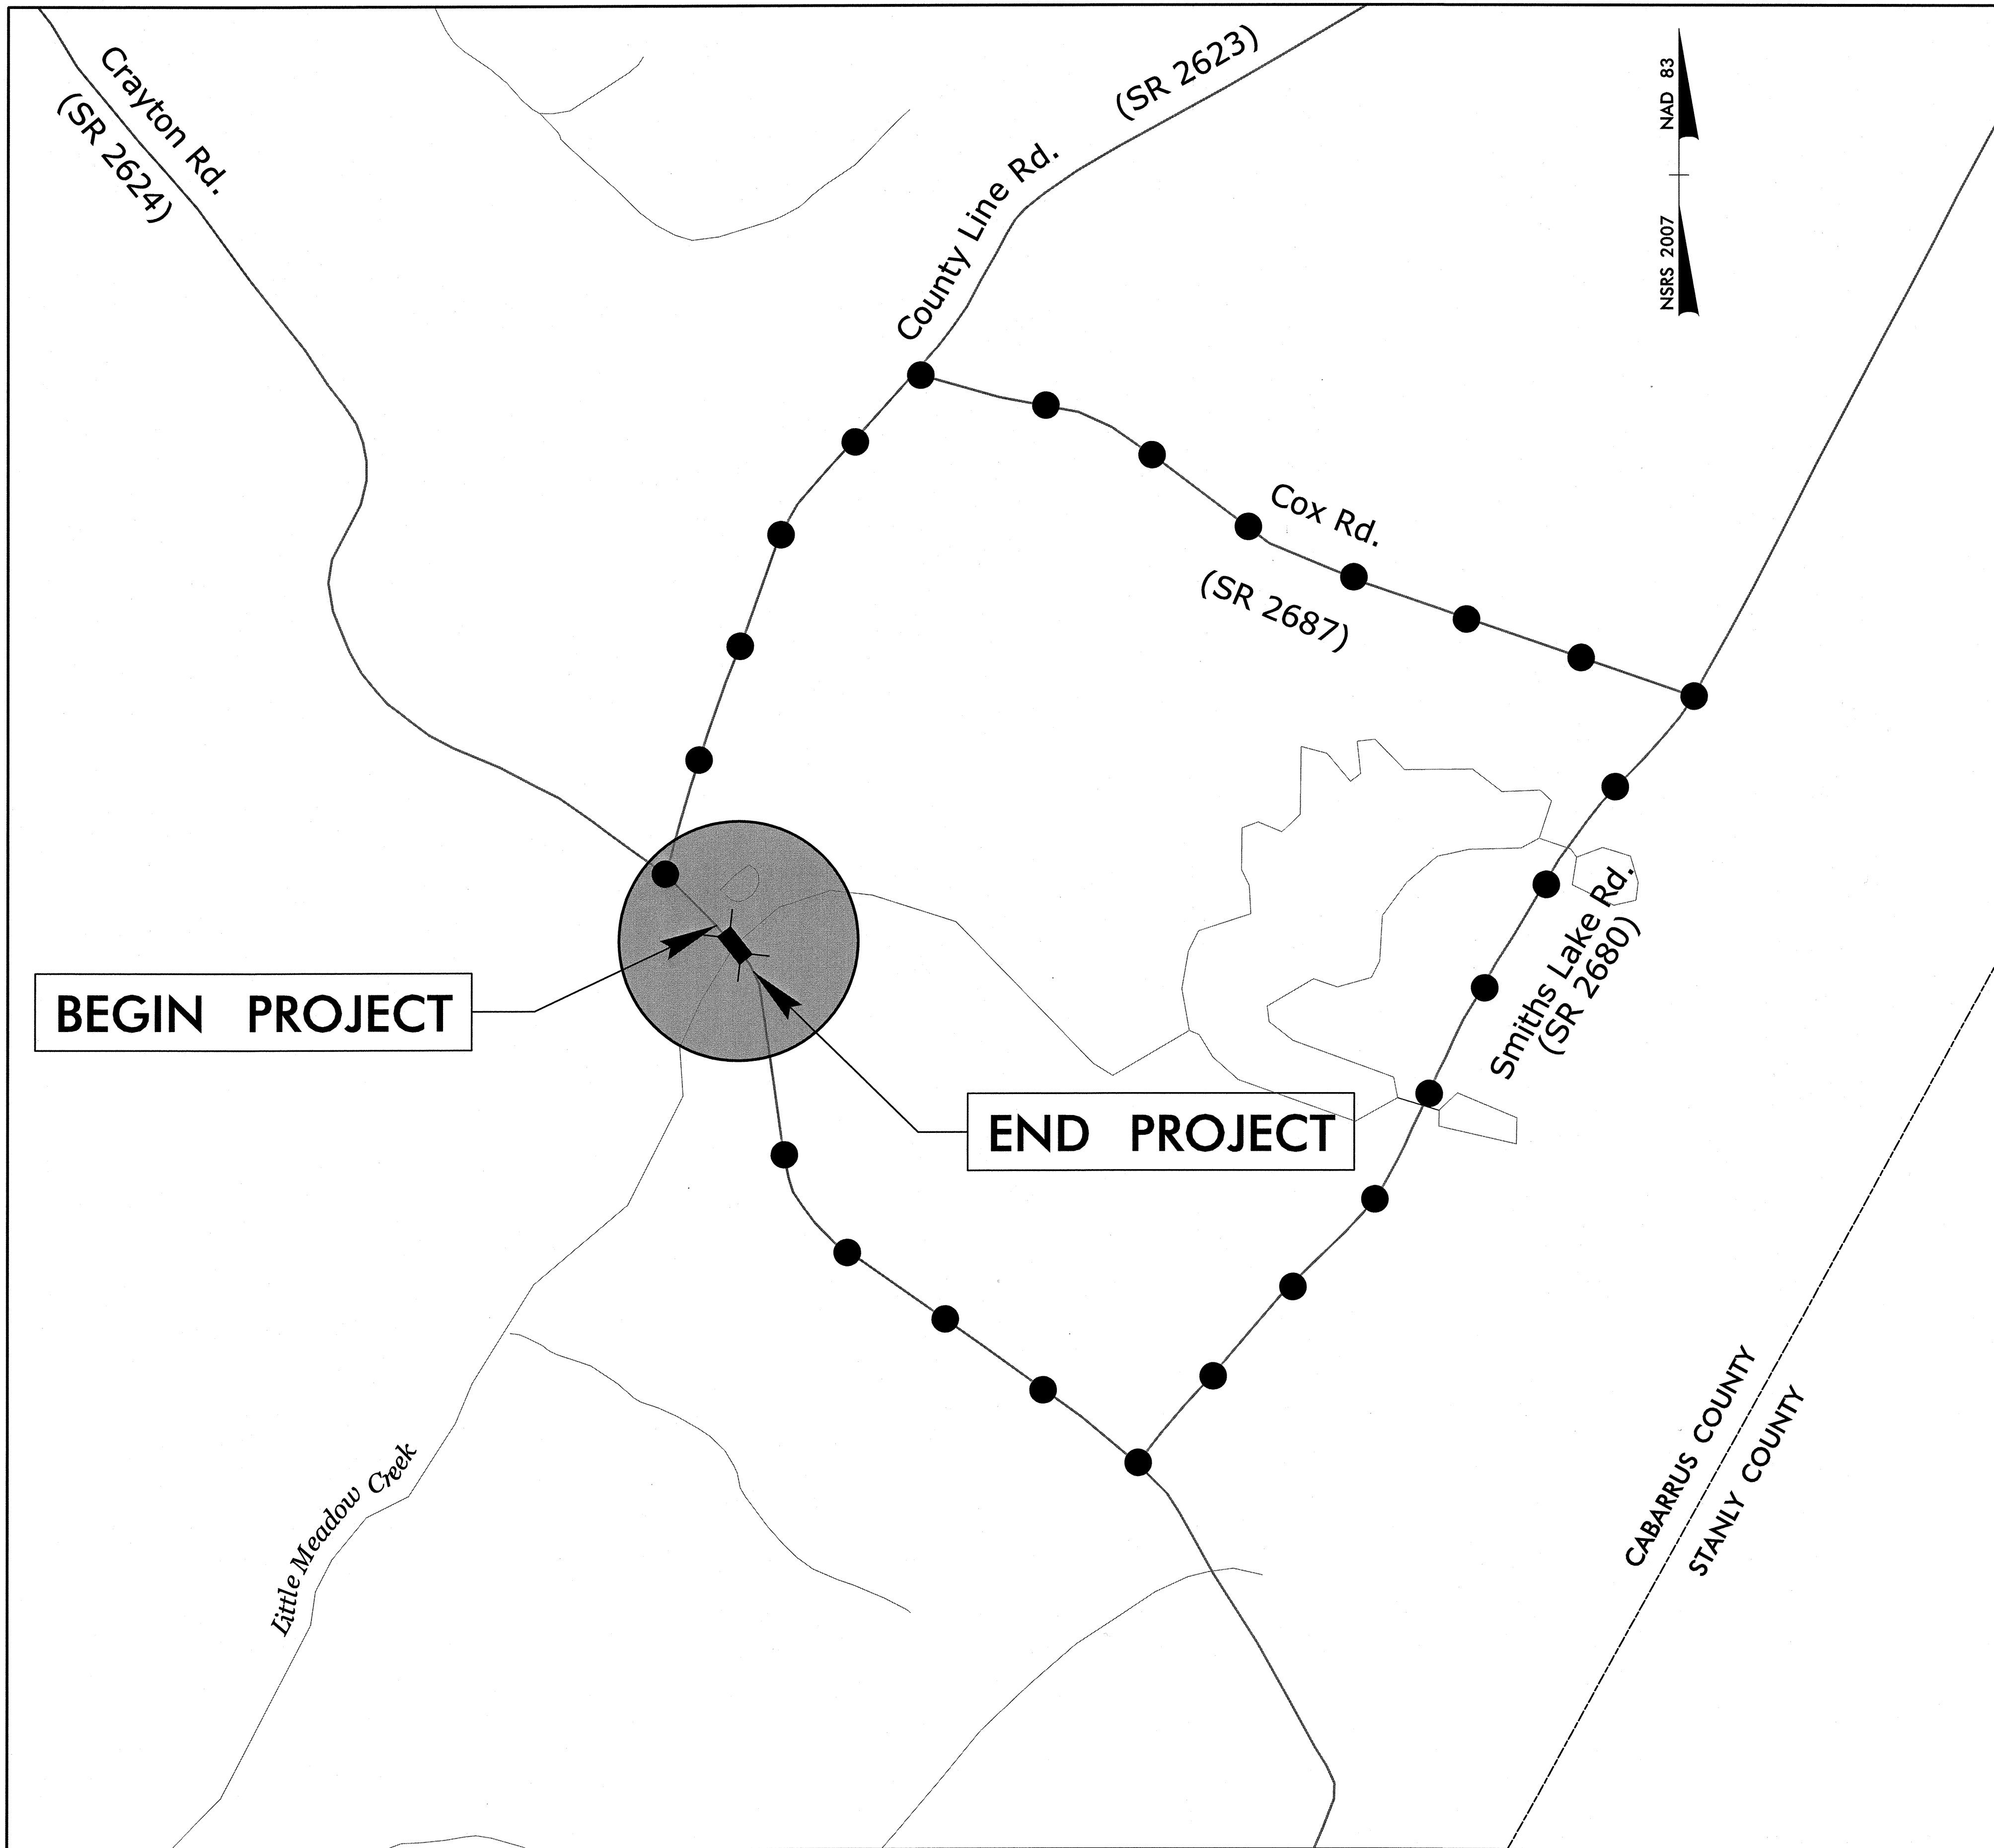 Crayton Rd.
(SR 2624)
County Line Rd.
(SR 2623)
NAD 83
NSRS 2007
Cox Rd.
(SR 2687)
Smiths Lake Rd.
(SR 2680)
BEGIN PROJECT
END PROJECT
Little Meadow Creek
CABARRUS COUNTY
STANLY COUNTY